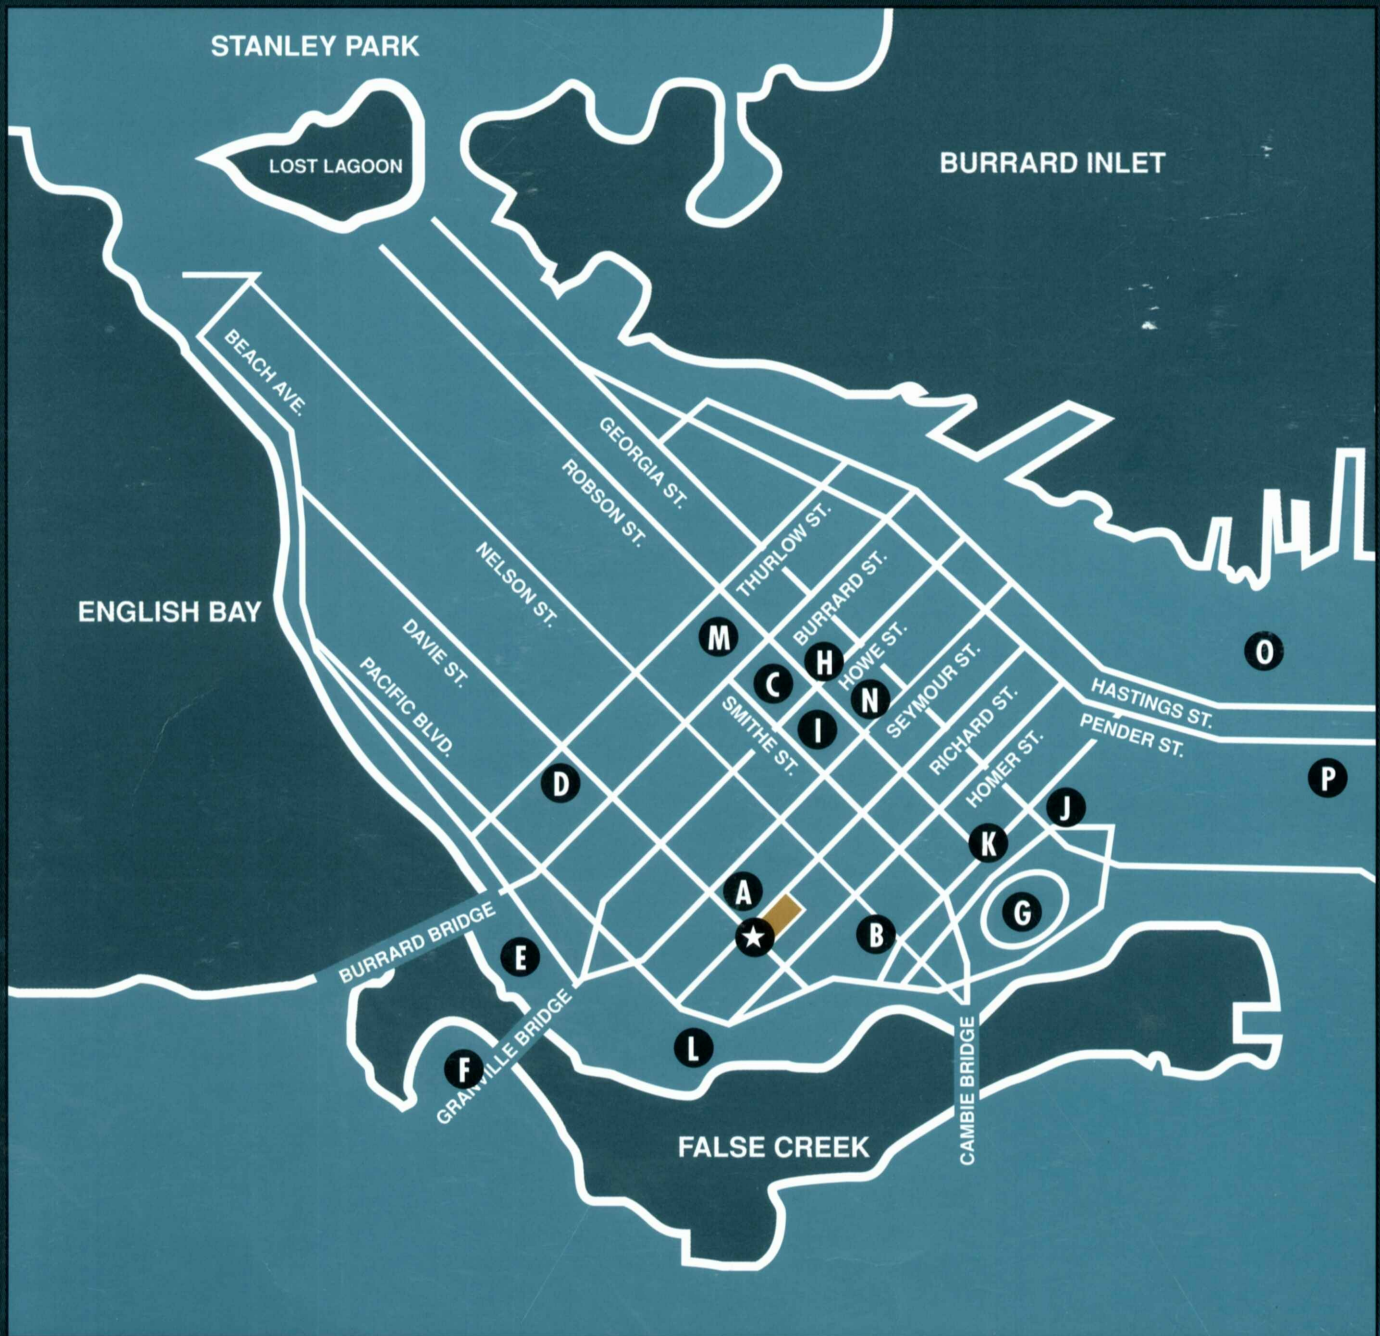 STANLEY PARK
LOST LAGOON
BURRARD INLET
BEACH AVE.
GEORGIA ST.
ROBSON ST.
THURLOW ST.
NELSON ST.
BURRARD ST.
ENGLISH BAY
DAVIE ST.
M
H
HOWE ST.
O
PACIFIC BLVD.
C
N
SEYMOUR ST.
HASTINGS ST.
SMITHE ST.
I
RICHARD ST.
PENDER ST.
HOMER ST.
D
P
J
K
A
G
B
BURRARD BRIDGE
E
L
F
GRANVILLE BRIDGE
CAMBIE BRIDGE
FALSE CREEK